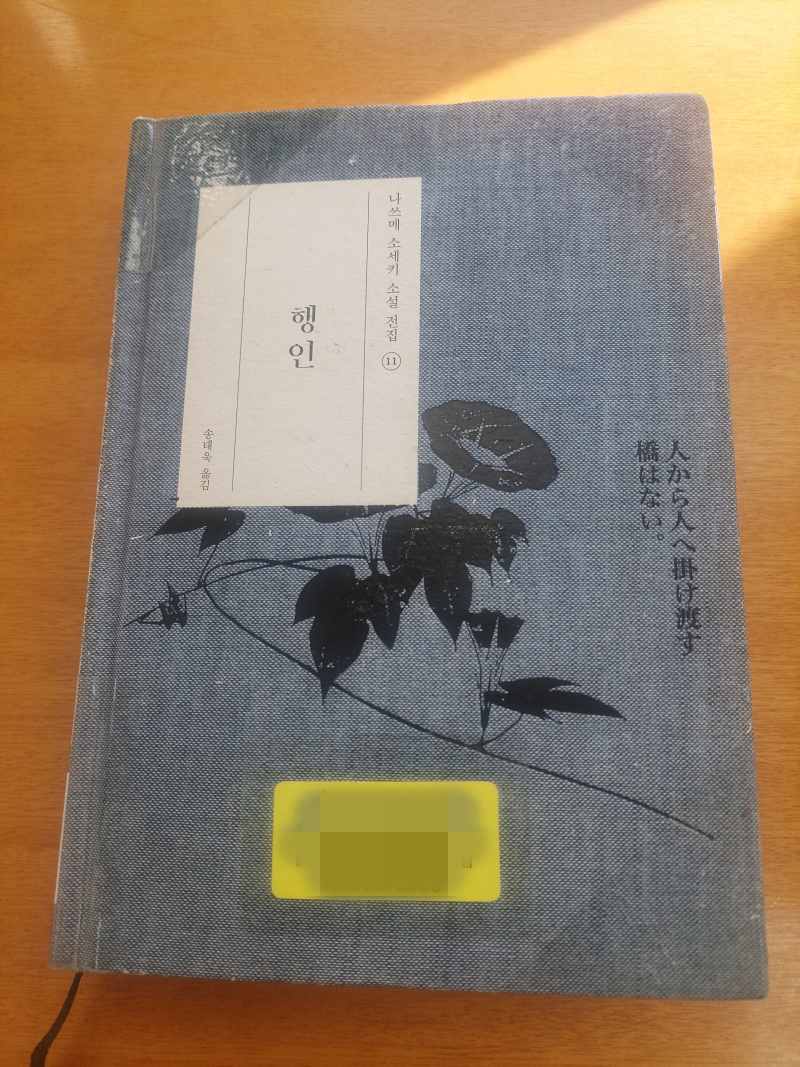 나쓰메 소세키 소설 전집 ⑪
행인
송태욱 옮김
人から人へ掛け渡す
橋はない。